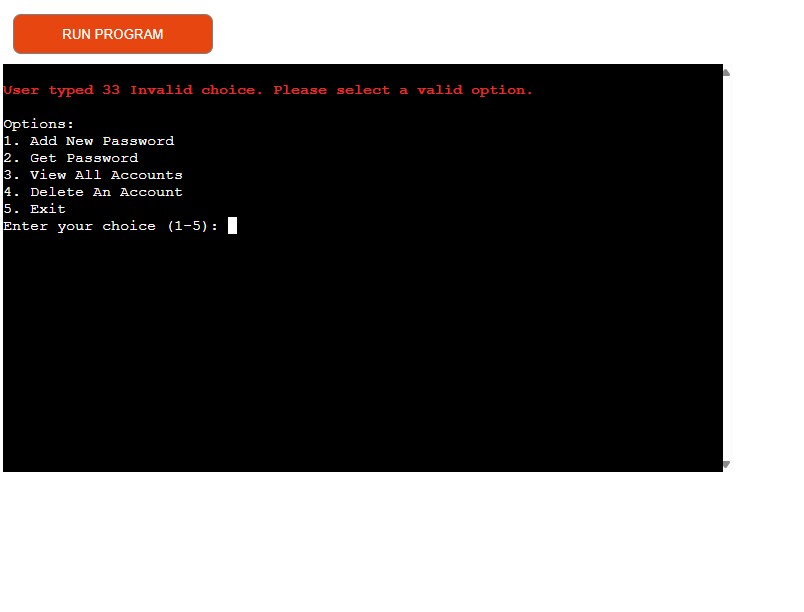 RUN PROGRAM
User typed 33 Invalid choice. Please select a valid option.
Options:
1. Add New Password
2. Get Password
3. View All Accounts
4. Delete An Account
5. Exit
Enter your choice (1-5):